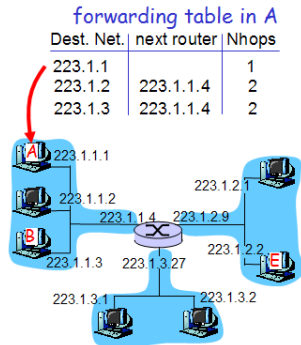 forwarding table in A
Dest. Net. next router Nhops
223.1.1 1
223.1.2 223.1.1.4 2
223.1.3 223.1.1.4 2
A
223.1.1.1
223.1.2.1
223.1.1.2
223.1.1.4 223.1.2.9
B
223.1.2.2
E
223.1.1.3 223.1.3.27
223.1.3.1 223.1.3.2